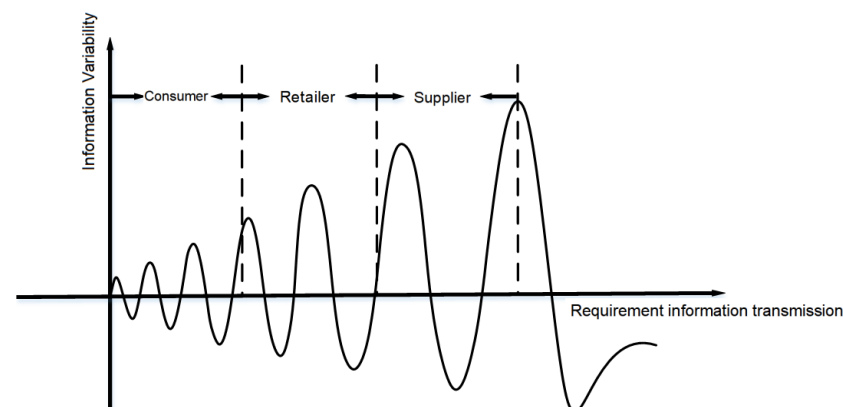 Information Variability
Consumer
Retailer
Supplier
Requirement information transmission